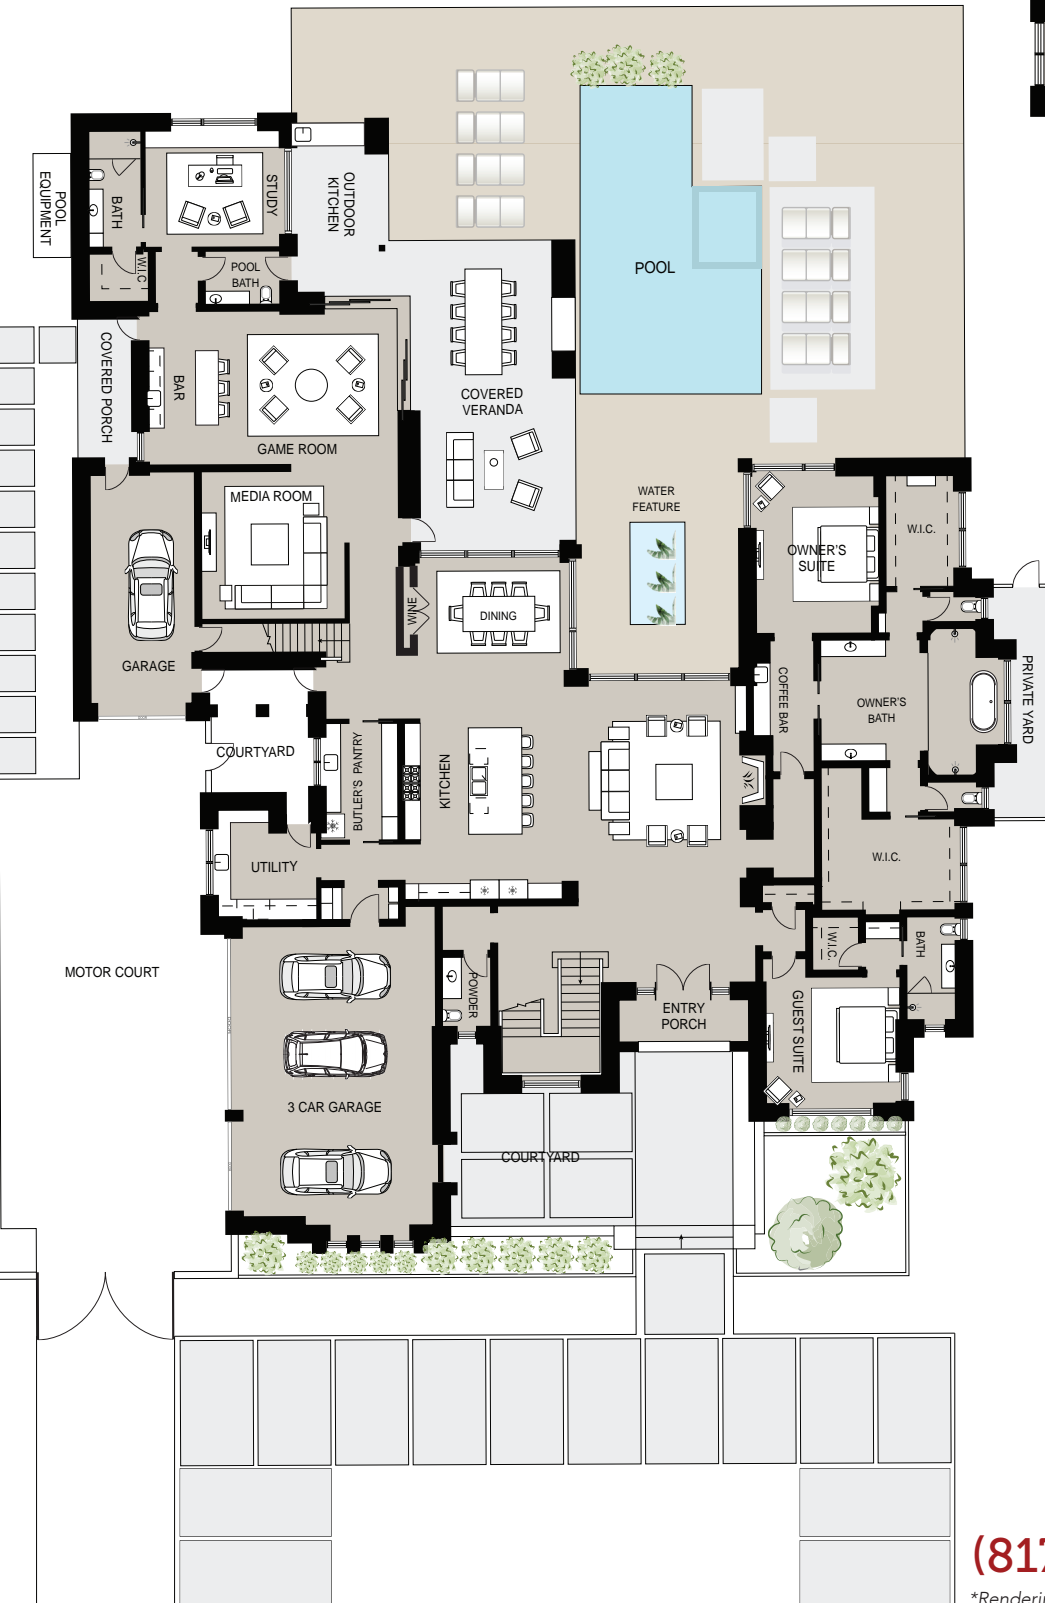 POOL
EQUIPMENT
BATH
STUDY
OUTDOOR
KITCHEN
W.I.C
POOL
BATH
POOL
COVERED PORCH
BAR
GAME ROOM
COVERED
VERANDA
MEDIA ROOM
WATER
FEATURE
OWNER'S
SUITE
W.I.C.
WINE
DINING
GARAGE
COFFEE BAR
OWNER'S
BATH
PRIVATE YARD
COURTYARD
BUTLER'S PANTRY
KITCHEN
UTILITY
W.I.C.
W.I.C.
BATH
MOTOR COURT
POWDER
ENTRY
PORCH
GUEST SUITE
3 CAR GARAGE
COURTYARD
(817
*Renderin